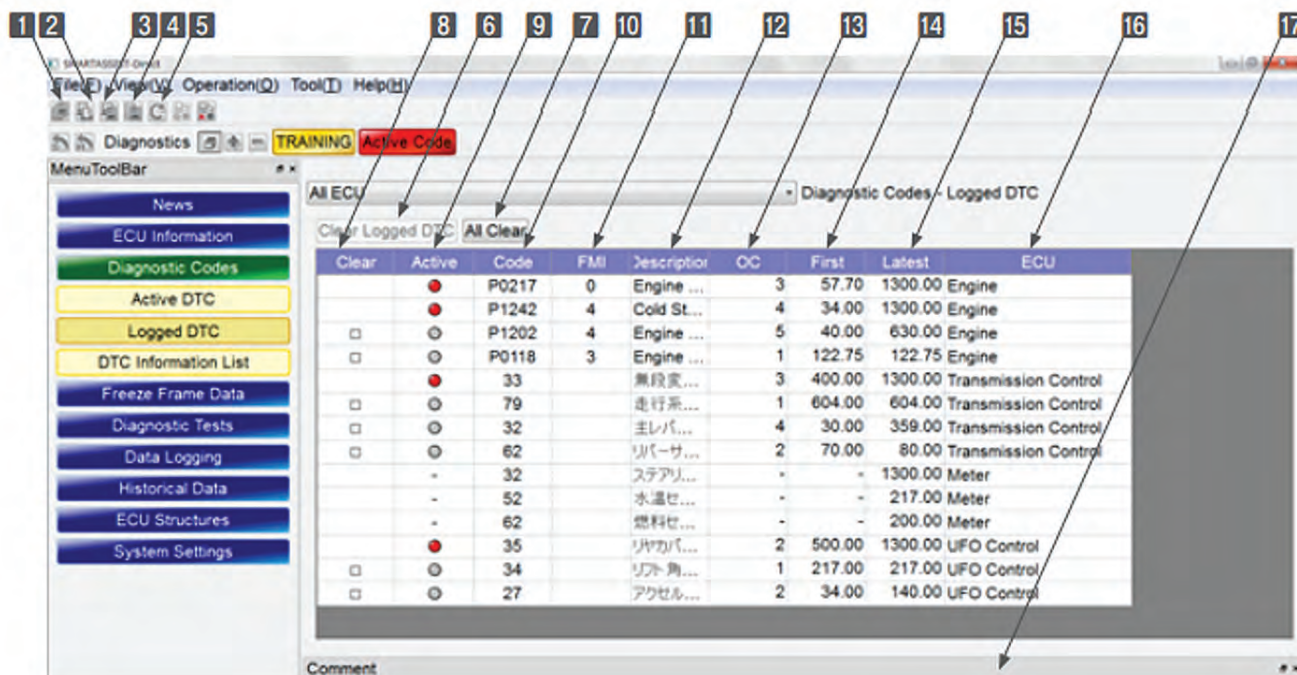 1 2 3 4 5 8 6 9 7 10 11 12 13 14 15 16 17
SMARTASSIST-Direct
File(F) View(V) Operation(O) Tool(T) Help(H)
Diagnostics TRAINING Active Code
MenuToolBar
News
ECU Information
Diagnostic Codes
Active DTC
Logged DTC
DTC Information List
Freeze Frame Data
Diagnostic Tests
Data Logging
Historical Data
ECU Structures
System Settings
All ECU Diagnostic Codes - Logged DTC
Clear Logged DTC All Clear
Clear Active Code FMI Description OC First Latest ECU
P0217 0 Engine ... 3 57.70 1300.00 Engine
P1242 4 Cold St... 4 34.00 1300.00 Engine
P1202 4 Engine ... 5 40.00 630.00 Engine
P0118 3 Engine ... 1 122.75 122.75 Engine
33 無段変... 3 400.00 1300.00 Transmission Control
79 走行系... 1 604.00 604.00 Transmission Control
32 主レバ... 4 30.00 359.00 Transmission Control
62 リバーサ... 2 70.00 80.00 Transmission Control
- 32 ステアリ... - - 1300.00 Meter
- 52 水温セ... - - 217.00 Meter
- 62 燃料セ... - - 200.00 Meter
35 リヤカバ... 2 500.00 1300.00 UFO Control
34 リフト角... 1 217.00 217.00 UFO Control
27 アクセル... 2 34.00 140.00 UFO Control
Comment